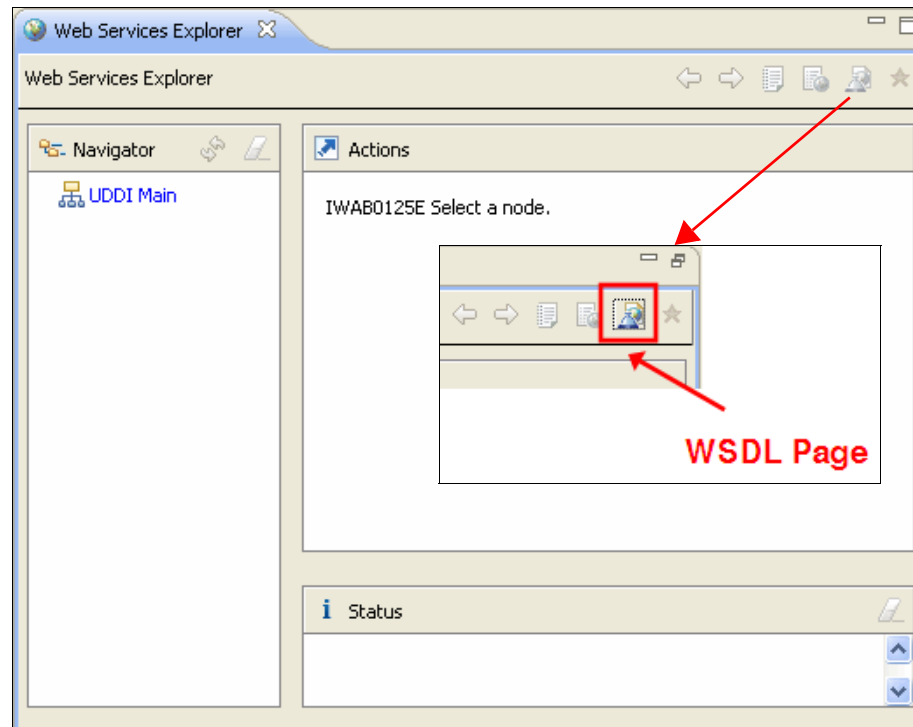 Web Services Explorer
Web Services Explorer
Navigator
Actions
UDDI Main
IWAB0125E Select a node.
WSDL Page
i Status